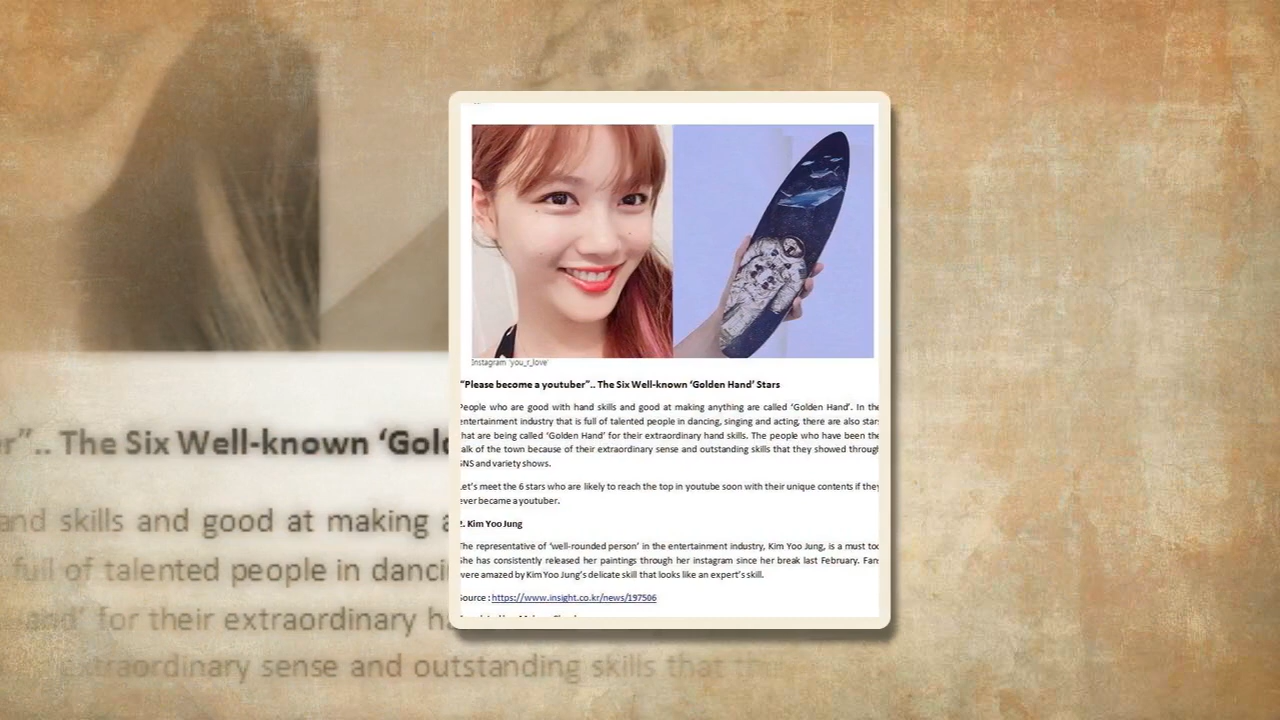 Instagram 'you_r_love'
“Please become a youtuber”.. The Six Well-known ‘Golden Hand’ Stars
People who are good with hand skills and good at making anything are called ‘Golden Hand’. In the
entertainment industry that is full of talented people in dancing, singing and acting, there are also stars
that are being called ‘Golden Hand’ for their extraordinary hand skills. The people who have been the
talk of the town because of their extraordinary sense and outstanding skills that they showed through
SNS and variety shows.
Let’s meet the 6 stars who are likely to reach the top in youtube soon with their unique contents if they
ever became a youtuber.
2. Kim Yoo Jung
The representative of ‘well-rounded person’ in the entertainment industry, Kim Yoo Jung, is a must too
She has consistently released her paintings through her instagram since her break last February. Fans
were amazed by Kim Yoo Jung’s delicate skill that looks like an expert’s skill.
Source : https://www.insight.co.kr/news/197506
r”.. The Six Well-known ‘Gold
and skills and good at making a
full of talented people in danci
and’ for their extraordinary h
extraordinary sense and outstanding skills that the